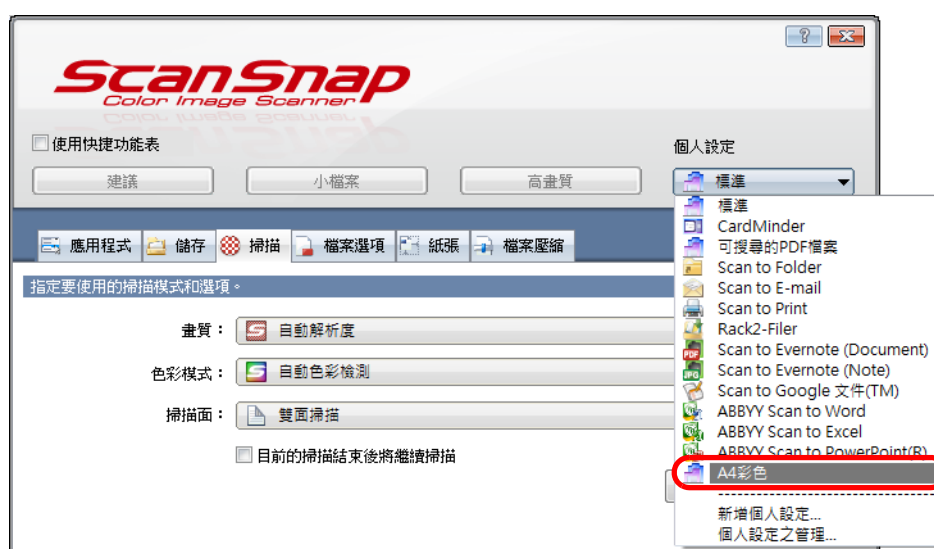 ScanSnap
Color Image Scanner
使用快捷功能表
個人設定
建議
小檔案
高畫質
標準
標準
CardMinder
可搜尋的PDF檔案
Scan to Folder
Scan to E-mail
Scan to Print
Rack2-Filer
Scan to Evernote (Document)
Scan to Evernote (Note)
Scan to Google 文件(TM)
ABBYY Scan to Word
ABBYY Scan to Excel
ABBYY Scan to PowerPoint(R)
A4彩色
新增個人設定...
個人設定之管理...
應用程式
儲存
掃描
檔案選項
紙張
檔案壓縮
指定要使用的掃描模式和選項。
畫質：
自動解析度
色彩模式：
自動色彩檢測
掃描面：
雙面掃描
目前的掃描結束後將繼續掃描